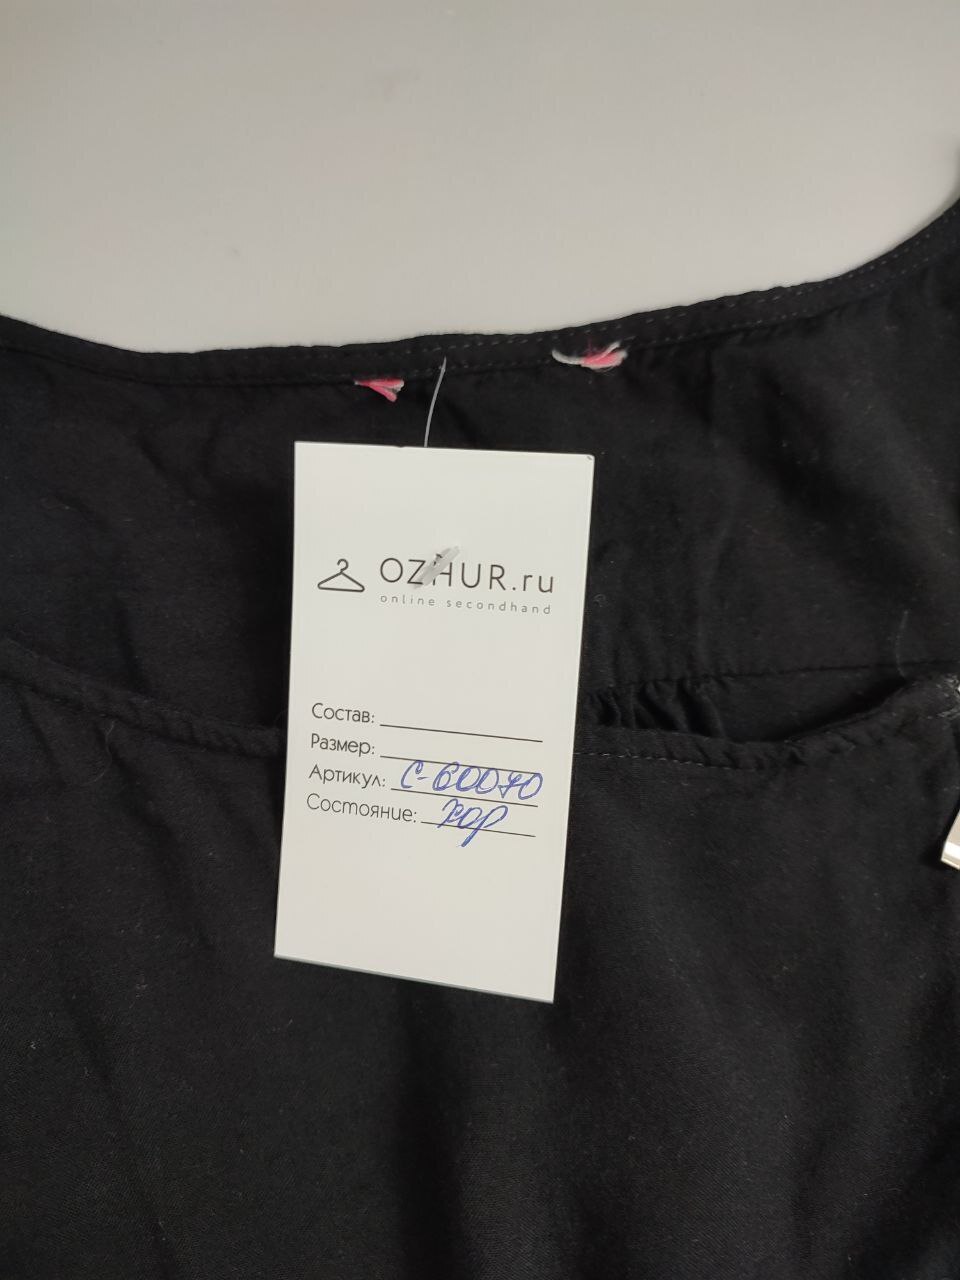 OZHUR.ru
online secondhand
Состав:
Размер:
Артикул: С-60070
Состояние: хор